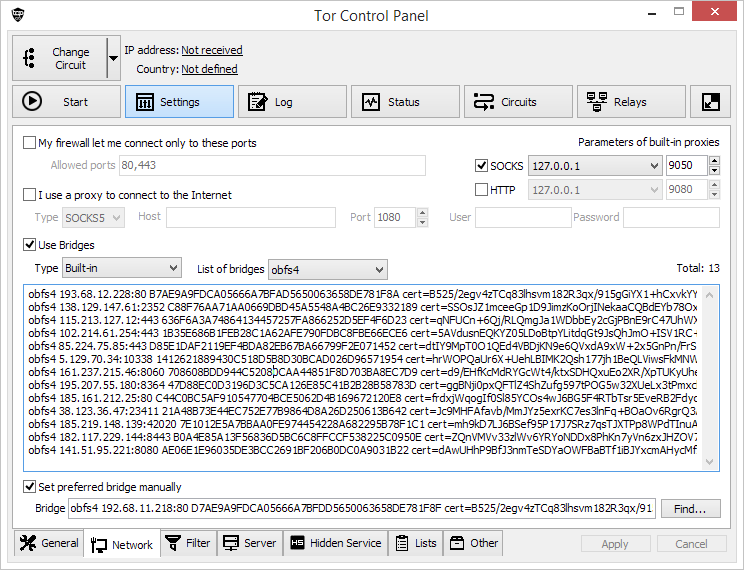 Tor Control Panel
Change Circuit
IP address: Not received
Country: Not defined
Start
Settings
Log
Status
Circuits
Relays
My firewall let me connect only to these ports
Parameters of built-in proxies
Allowed ports 80,443
SOCKS 127.0.0.1 9050
I use a proxy to connect to the Internet
HTTP 127.0.0.1 9080
Type SOCKS5 Host Port 1080 User Password
Use Bridges
Type Built-in List of bridges obfs4 Total: 13
obfs4 193.68.12.228:80 B7AE9A9FDCA05666A7BFAD5650063658DE781F8A cert=B525/2egv4zTCq83lhsvm182R3qx/915gGiYX1+hCxvkYY
obfs4 138.129.147.61:2352 C88F76AA71AA0669DBD45A5548A4BC26E9332189 cert=SSOsJZ1mceeGp1D9JimzKoOrjINekaaCQBdEYb78Ox
obfs4 115.213.127.12:443 636F6A3A74864134457257FA866252D5EF4F6D23 cert=qNFUCn+6Qj/RLQmgJa1WDbbEy2cGjPBnE9rC47UhWX
obfs4 102.214.61.254:443 1B35E686B1FEB28C1A62AFE790FDBC8FBE66ECE6 cert=5AVdusnEQKYZ05LDoBtpYLitdqGt9JsQhJmO+ISV1RC+
obfs4 85.224.75.85:443 D85E1DAF2119EF4BDA82EB67BA66799F2E071452 cert=dtIY9MpT0O1QEd4VBDjKN9e6QVxdA9xW+2x5GnPn/FrS
obfs4 5.129.70.34:10338 1412621889430C518D5B8D30BCAD026D96571954 cert=hrWOPQaUr6X+UehLBIMK2Qsh177jh1BeQLViwsFkMNW
obfs4 161.237.215.46:8060 708608BDD944C5208DCAA44851F8D703BA8EC7D9 cert=d9/EHfKcMdRYGcWt4/ktxSDHQxuEo2XR/XpTUKyUhe
obfs4 195.207.55.180:8364 47D88EC0D3196D3C5CA126E85C41B2B28B58783D cert=ggBNji0pxQFTlZ4ShZufg597tPOG5w32XUeLx3tPmxd
obfs4 185.161.212.25:80 C44C0BC5AF910547704BCE5062D4B169672120E8 cert=frdxjWqogIf0Sl85YCOs4wJ6BG5F4RTbTsr5EveRB2Fdyo
obfs4 38.123.36.47:23411 21A48B73E44EC752E77B9864D8A26D250613B642 cert=Jc9MHFAfavb/MmJYz5exrKC7es3lnFq+BOaOv6RgrQ3A
obfs4 185.219.148.139:42020 7E1012E5A7BBAA0FE974454228A682295B78F1C1 cert=mh9kD7LJ6BSef95P17J7SRz7qsTJXTPp8WPdTInuA
obfs4 182.117.229.144:8443 B0A4E85A13F56836D5BC6C8FFCCF538225C0950E cert=ZQnVMVv33zlWv6YRYoNDDx8PhKn7yVn6zxJHZOV7
obfs4 141.51.95.221:8080 AE06E1E96035DE3BCC2691BF206B0DC0A9031B22 cert=dAwUHhP9BfJ3nmTeSDYaOWFBaBTf1iBJYxcmAHycMf
Set preferred bridge manually
Bridge obfs4 192.68.11.218:80 D7AE9A9FDCA05666A7BFDD5650063658DE781F8F cert=B525/2egv4zTCq83lhsvm182R3qx/915 Find...
General
Network
Filter
Server
Hidden Service
Lists
Other
Apply
Cancel